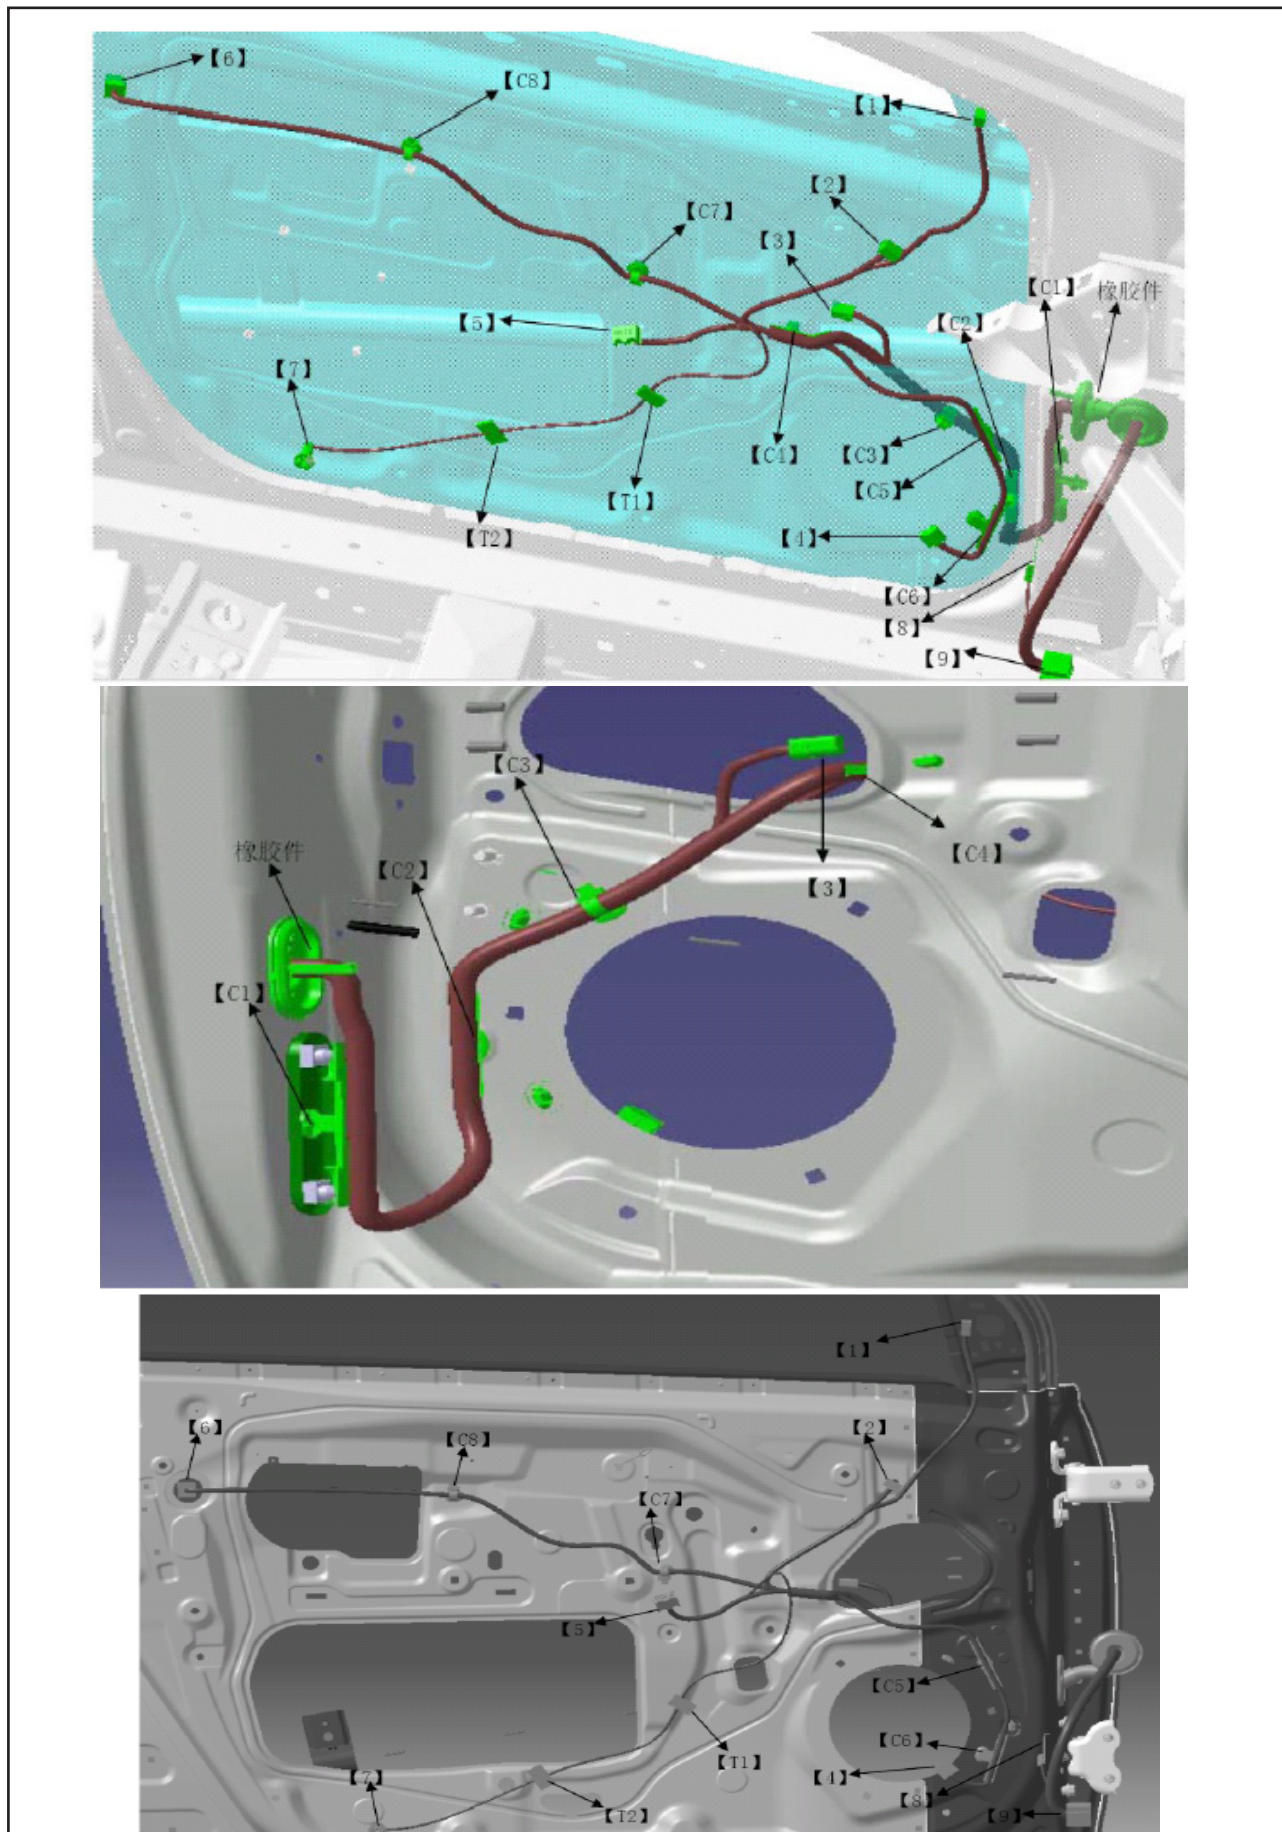 【6】
【C8】
【1】
【2】
【C7】
【3】
【C1】
橡胶件
【5】
【C2】
【7】
【C4】
【C3】
【C5】
【T1】
【T2】
【4】
【C6】
【8】
【9】
【C3】
橡胶件
【C2】
【C4】
【3】
【C1】
【1】
【6】
【C8】
【2】
【C7】
【5】
【C5】
【C6】
【T1】
【4】
【7】
【8】
【T2】
【9】